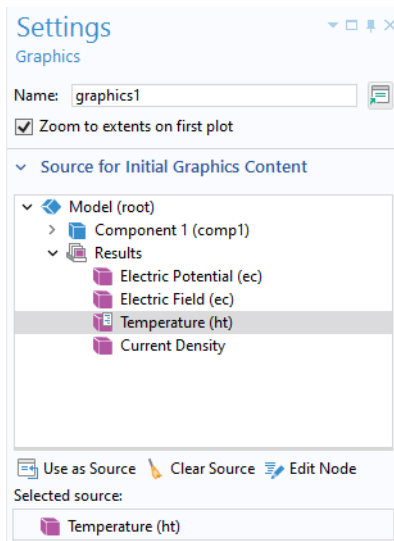 Settings
Graphics
Name: graphics1
Zoom to extents on first plot
Source for Initial Graphics Content
Model (root)
Component 1 (comp1)
Results
Electric Potential (ec)
Electric Field (ec)
Temperature (ht)
Current Density
Use as Source Clear Source Edit Node
Selected source:
Temperature (ht)